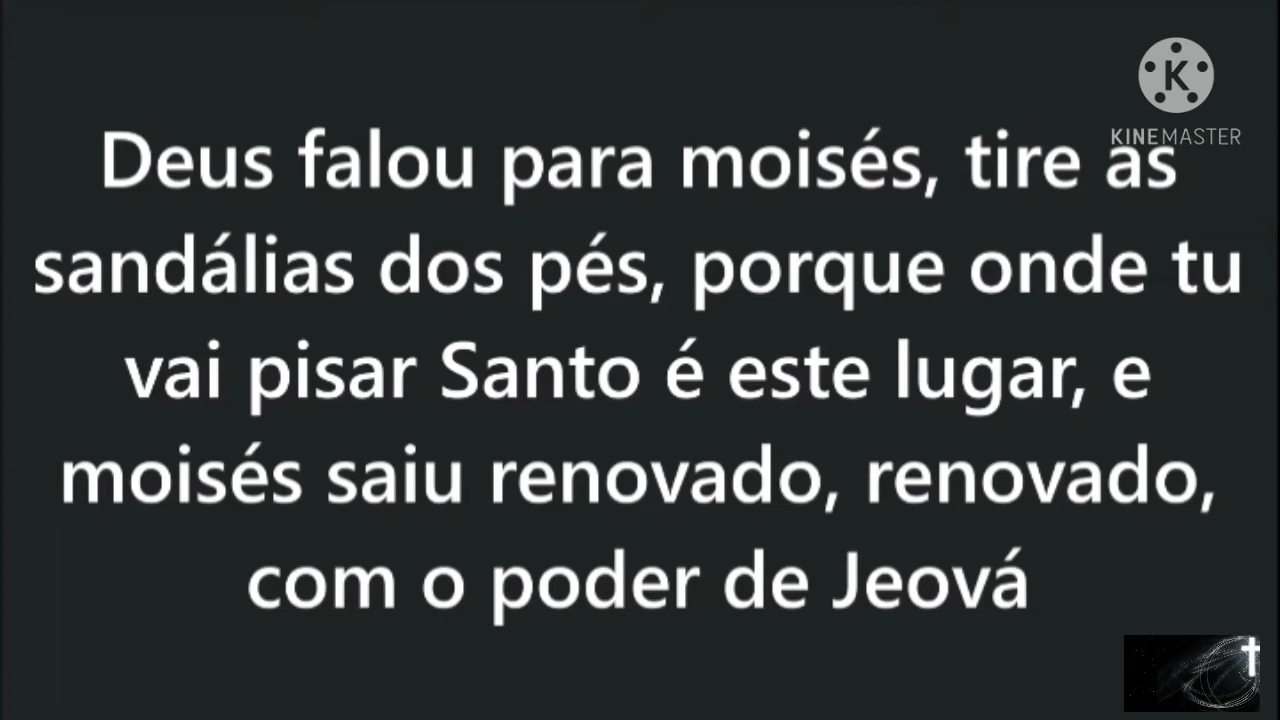 K
KINEMASTER
Deus falou para moisés, tire as
sandálias dos pés, porque onde tu
vai pisar Santo é este lugar, e
moisés saiu renovado, renovado,
com o poder de Jeová